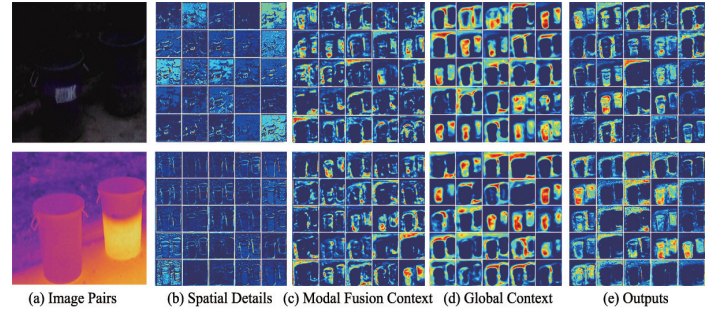 (a) Image Pairs
(b) Spatial Details
(c) Modal Fusion Context
(d) Global Context
(e) Outputs